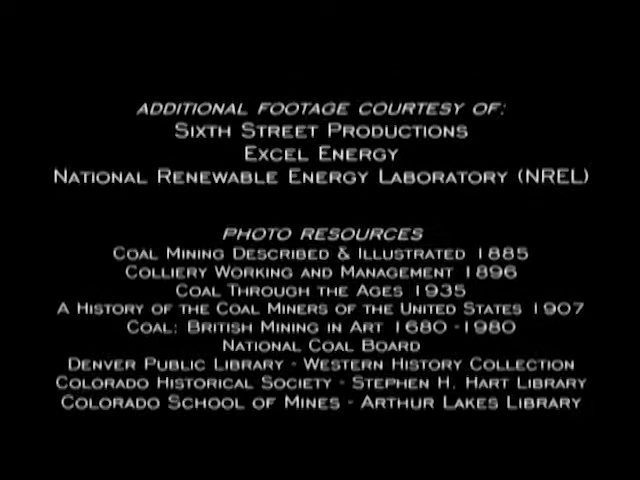 ADDITIONAL FOOTAGE COURTESY OF:
SIXTH STREET PRODUCTIONS
EXCEL ENERGY
NATIONAL RENEWABLE ENERGY LABORATORY (NREL)
PHOTO RESOURCES
COAL MINING DESCRIBED & ILLUSTRATED 1885
COLLIERY WORKING AND MANAGEMENT 1896
COAL THROUGH THE AGES 1935
A HISTORY OF THE COAL MINERS OF THE UNITED STATES 1907
COAL: BRITISH MINING IN ART 1680 -1980
NATIONAL COAL BOARD
DENVER PUBLIC LIBRARY - WESTERN HISTORY COLLECTION
COLORADO HISTORICAL SOCIETY - STEPHEN H. HART LIBRARY
COLORADO SCHOOL OF MINES - ARTHUR LAKES LIBRARY